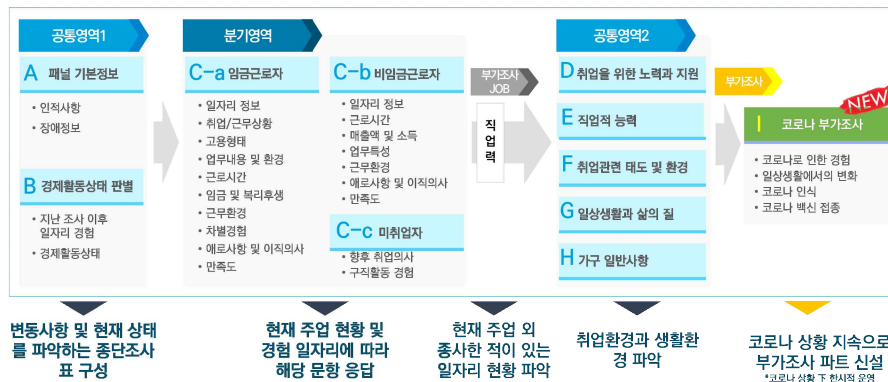 공통영역1
A 패널 기본정보
• 인적사항
• 장애정보
B 경제활동상태 판별
• 지난 조사 이후
일자리 경험
• 경제활동상태
분기영역
C-a 임금근로자
• 일자리 정보
• 취업/근무상황
• 고용형태
• 업무내용 및 환경
• 근로시간
• 임금 및 복리후생
• 근무환경
• 차별경험
• 애로사항 및 이직의사
• 만족도
C-b 비임금근로자
• 일자리 정보
• 근로시간
• 매출액 및 소득
• 업무특성
• 근무환경
• 애로사항 및 이직의사
• 만족도
C-c 미취업자
• 향후 취업의사
• 구직활동 경험
부가조사
JOB
직
업
력
공통영역2
D 취업을 위한 노력과 지원
E 직업적 능력
F 취업관련 태도 및 환경
G 일상생활과 삶의 질
H 가구 일반사항
부가조사
NEW
I 코로나 부가조사
• 코로나로 인한 경험
• 일상생활에서의 변화
• 코로나 인식
• 코로나 백신 접종
변동사항 및 현재 상태
를 파악하는 종단조사
표 구성
현재 주업 현황 및
경험 일자리에 따라
해당 문항 응답
현재 주업 외
종사한 적이 있는
일자리 현황 파악
취업환경과 생활환
경 파악
코로나 상황 지속으로
부가조사 파트 신설
*코로나 상황 下 한시적 운영